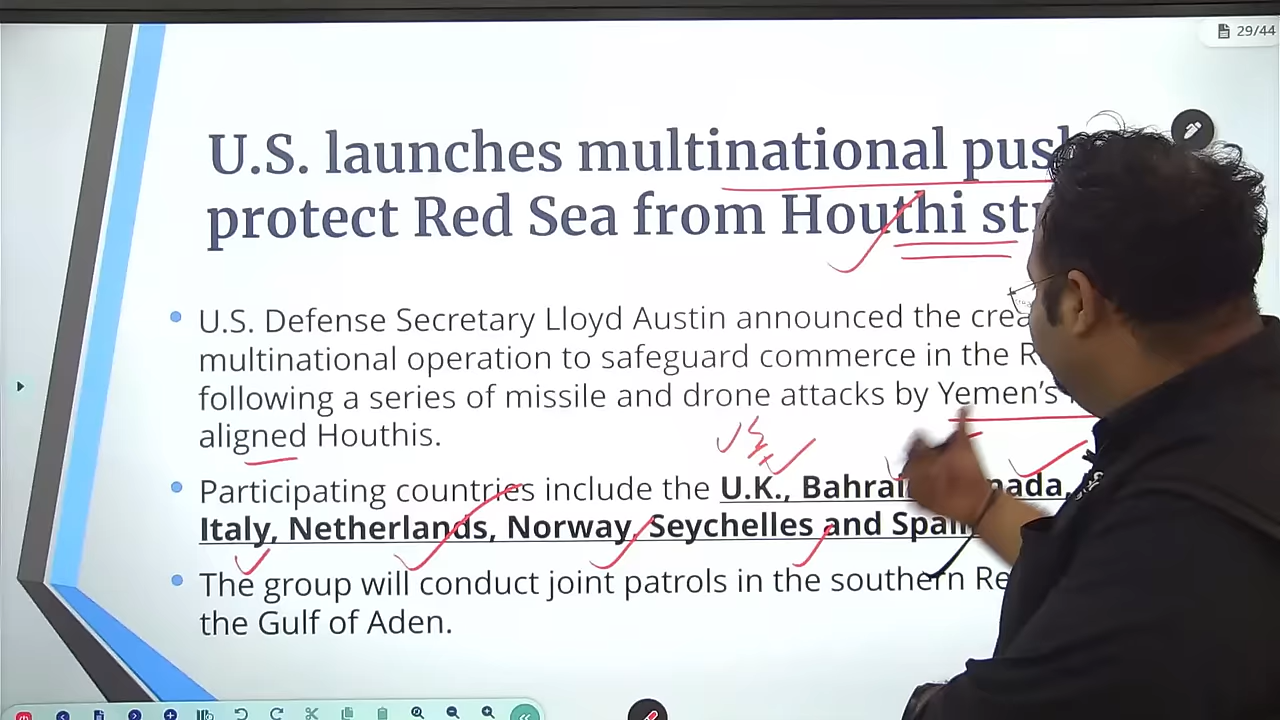 29/44
U.S. launches multinational pus
protect Red Sea from Houthi st
U.S. Defense Secretary Lloyd Austin announced the crea
multinational operation to safeguard commerce in the R
following a series of missile and drone attacks by Yemen's
aligned Houthis.
Participating countries include the U.K., Bahrai nada,
Italy, Netherlands, Norway, Seychelles and Spain
The group will conduct joint patrols in the southern Re
the Gulf of Aden.